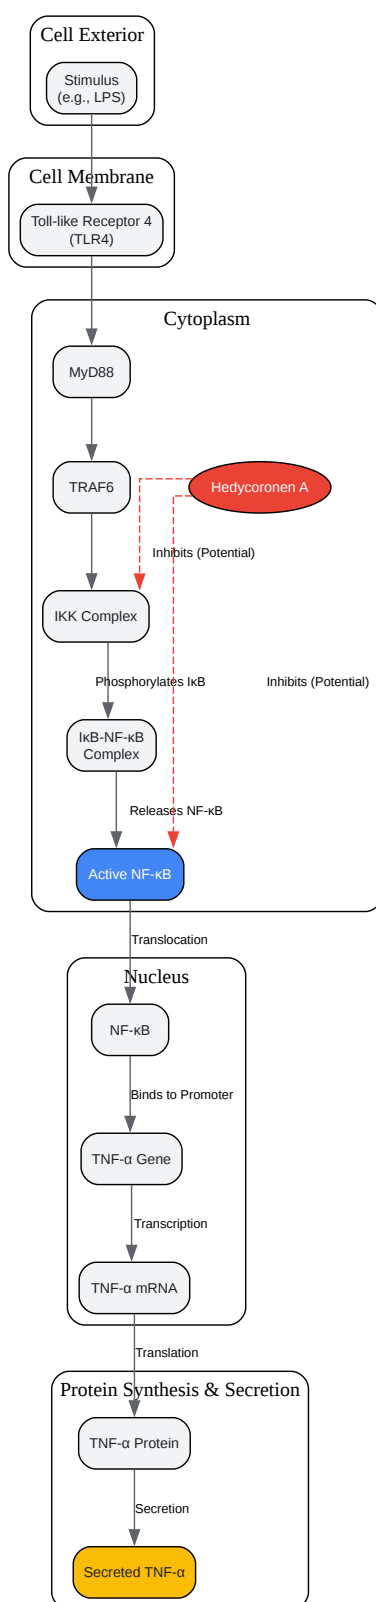 Cell Exterior
Stimulus
(e.g., LPS)
Cell Membrane
Toll-like Receptor 4
(TLR4)
Cytoplasm
MyD88
TRAF6
Hedycoronen A
Inhibits (Potential)
IKK Complex
Phosphorylates IκB
Inhibits (Potential)
IκB-NF-κB
Complex
Releases NF-κB
Active NF-κB
Translocation
Nucleus
NF-κB
Binds to Promoter
TNF-α Gene
Transcription
TNF-α mRNA
Translation
Protein Synthesis & Secretion
TNF-α Protein
Secretion
Secreted TNF-α